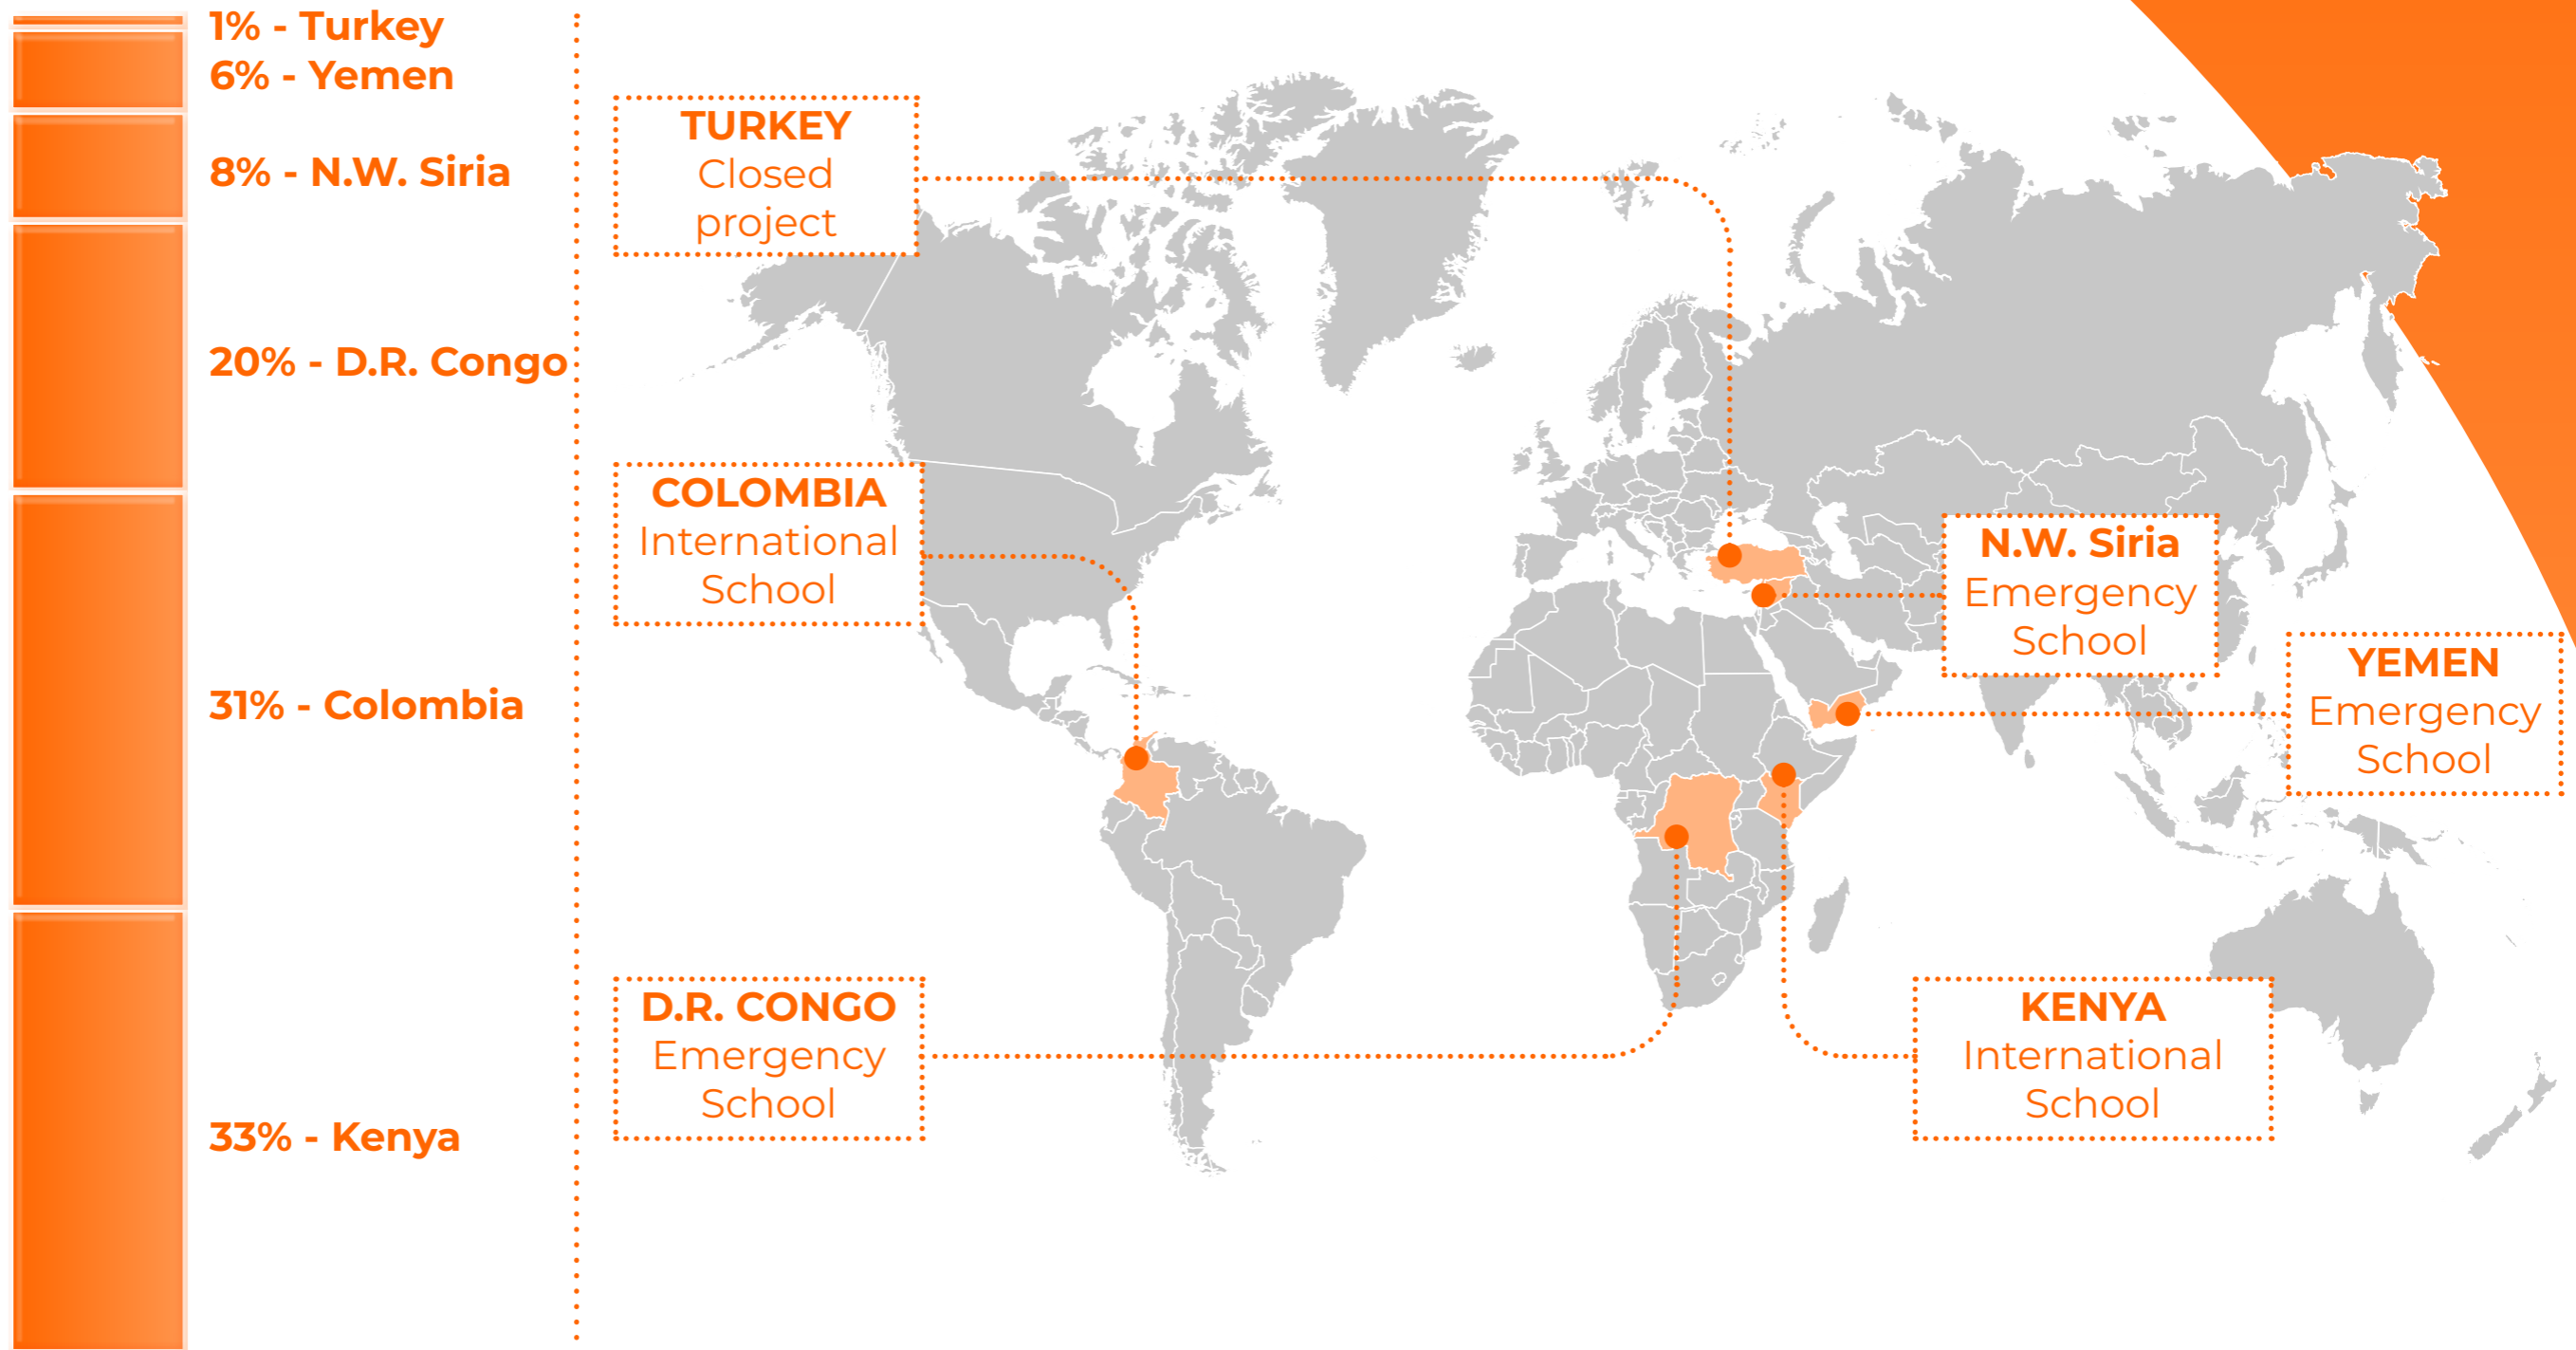 1% - Turkey
6% - Yemen
8% - N.W. Siria
20% - D.R. Congo
31% - Colombia
33% - Kenya
TURKEY
Closed
project
COLOMBIA
International
School
N.W. Siria
Emergency
School
YEMEN
Emergency
School
D.R. CONGO
Emergency
School
KENYA
International
School